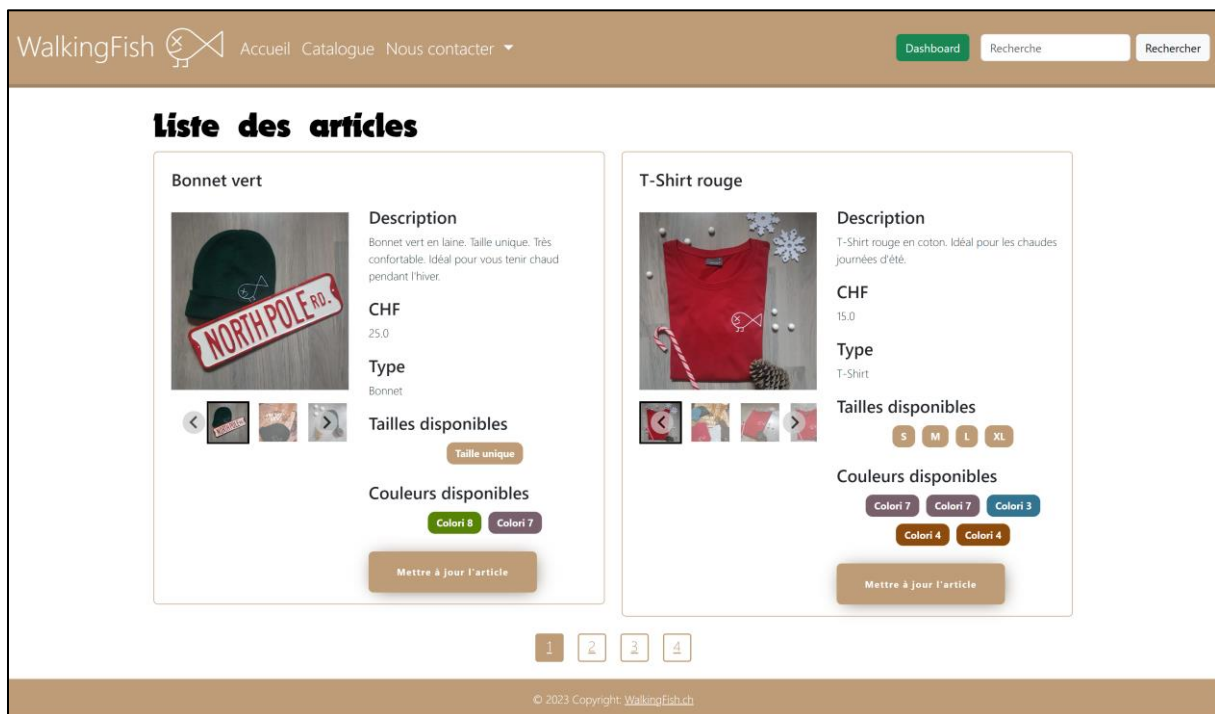 WalkingFish Accueil Catalogue Nous contacter Dashboard Recherche Rechercher
Liste des articles
Bonnet vert
NORTH POLE RD.
Description
Bonnet vert en laine. Taille unique. Très
confortable. Idéal pour vous tenir chaud
pendant l'hiver.
CHF
25.0
Type
Bonnet
Tailles disponibles
Taille unique
Couleurs disponibles
Colori 8 Colori 7
Mettre à jour l'article
T-Shirt rouge
Description
T-Shirt rouge en coton. Idéal pour les chaudes
journées d'été.
CHF
15.0
Type
T-Shirt
Tailles disponibles
S M L XL
Couleurs disponibles
Colori 7 Colori 7 Colori 3
Colori 4 Colori 4
Mettre à jour l'article
1 2 3 4
© 2023 Copyright: WalkingFish.ch